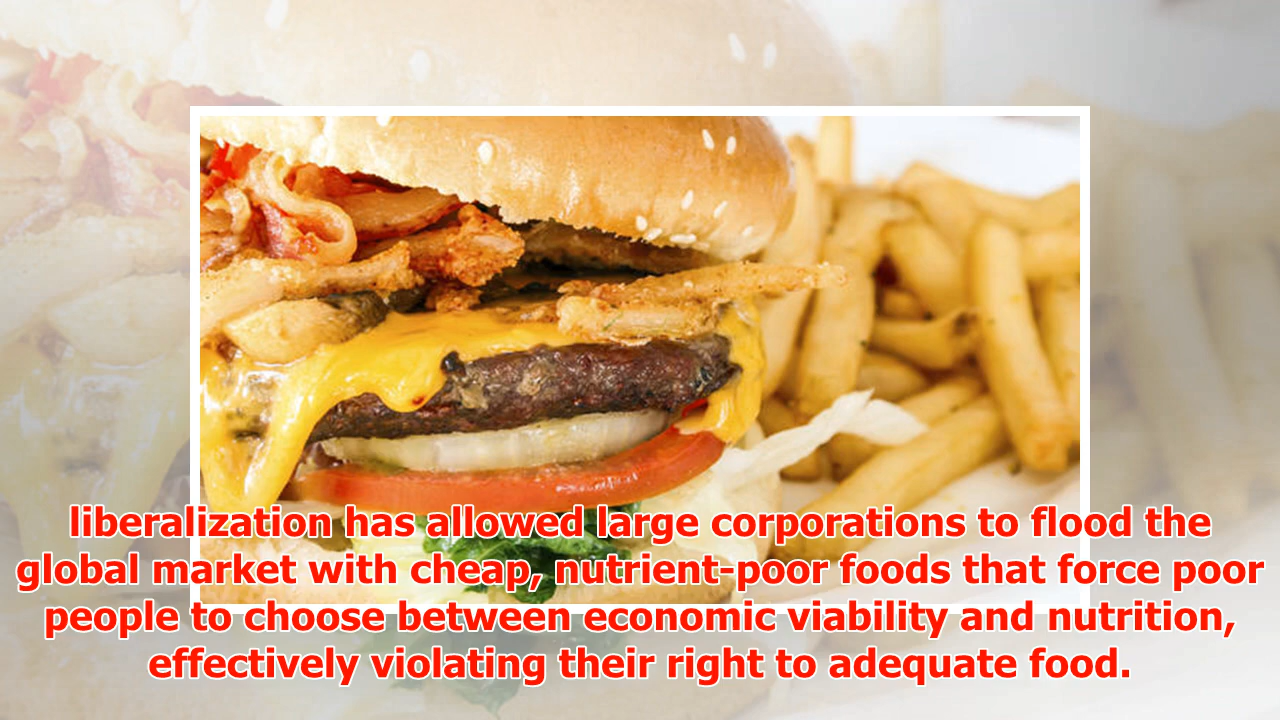 liberalization has allowed large corporations to flood the
global market with cheap, nutrient-poor foods that force poor
people to choose between economic viability and nutrition,
effectively violating their right to adequate food.